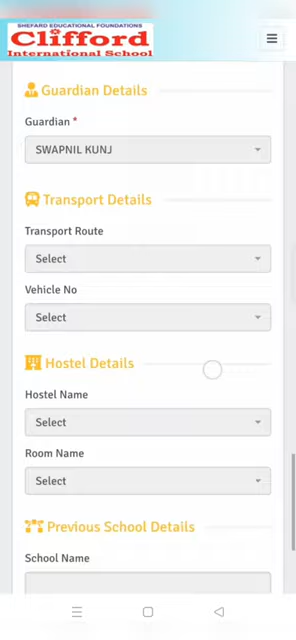 SHEFARD EDUCATIONAL FOUNDATIONS
Clifford
International School
Guardian Details
Guardian *
SWAPNIL KUNJ
Transport Details
Transport Route
Select
Vehicle No
Select
Hostel Details
Hostel Name
Select
Room Name
Select
Previous School Details
School Name